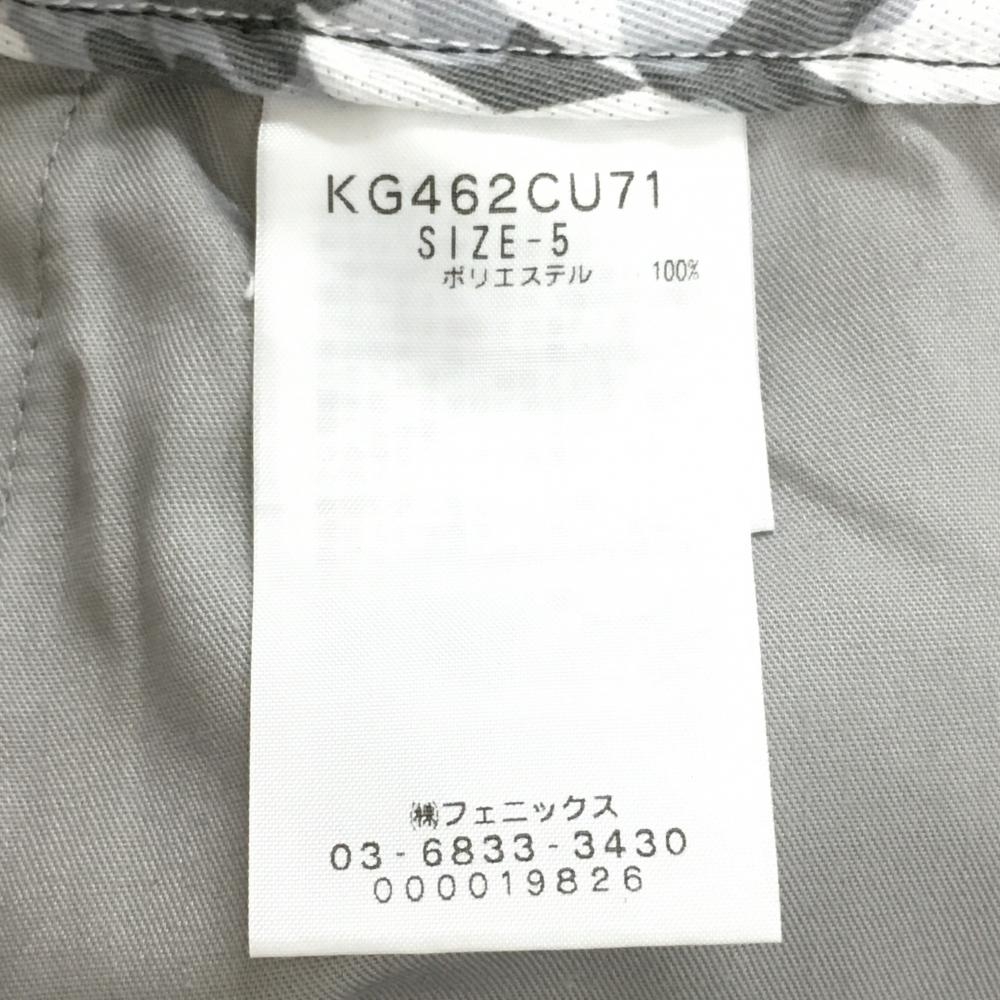 KG462CU71
SIZE-5
ポリエステル 100%
㈱フェニックス
03-6833-3430
000019826